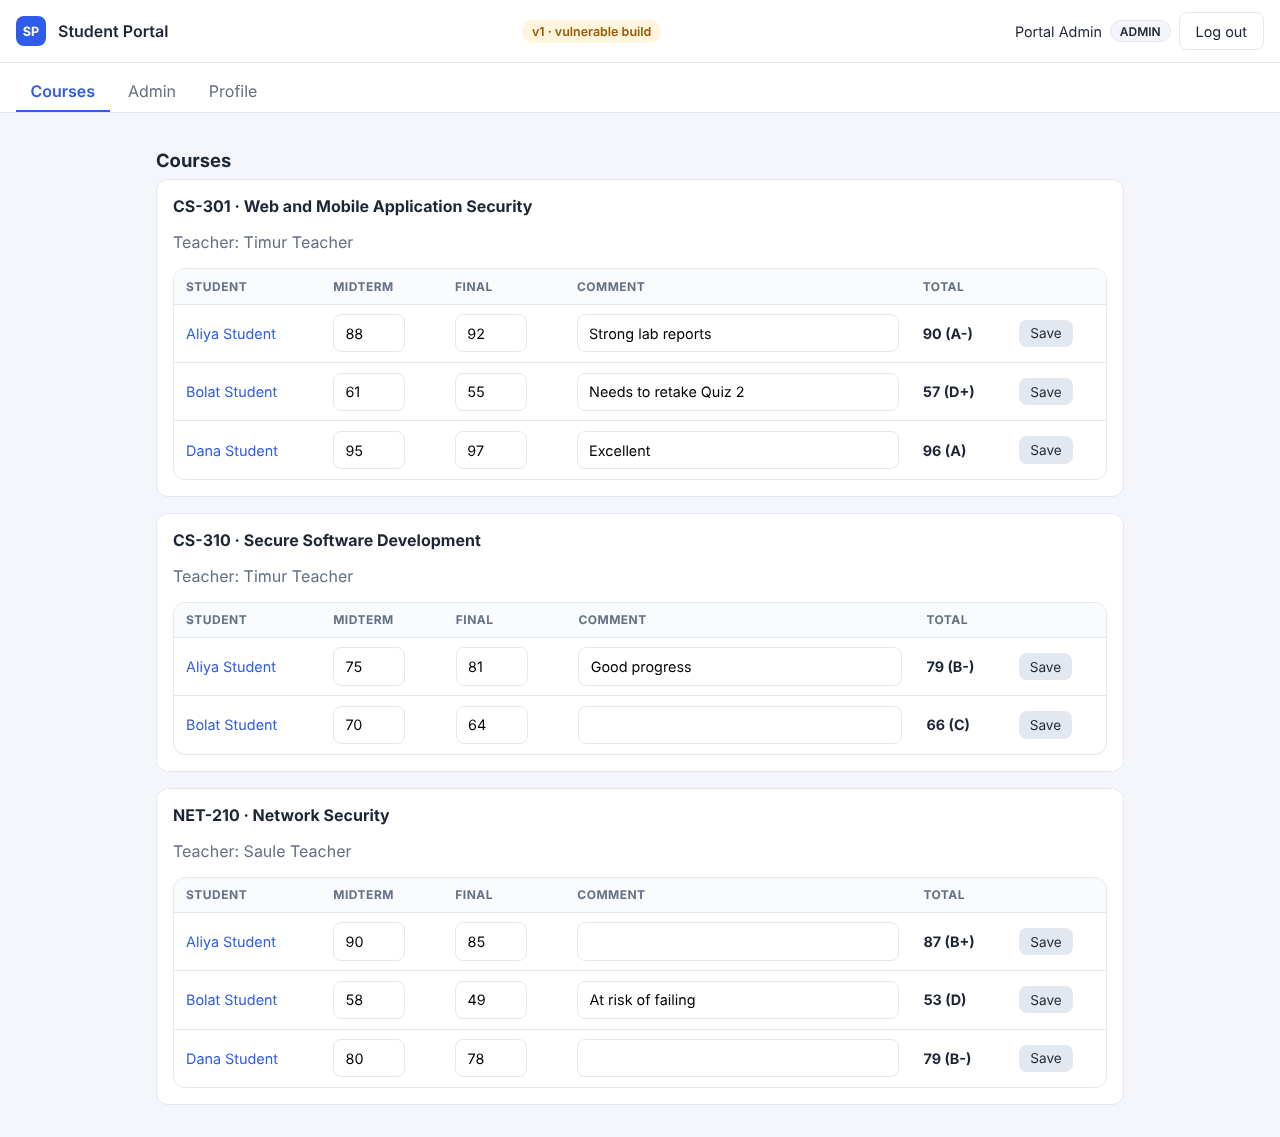 SP Student Portal v1 · vulnerable build Portal Admin ADMIN Log out
Courses Admin Profile
Courses
CS-301 · Web and Mobile Application Security
Teacher: Timur Teacher
STUDENT MIDTERM FINAL COMMENT TOTAL
Aliya Student 88 92 Strong lab reports 90 (A-) Save
Bolat Student 61 55 Needs to retake Quiz 2 57 (D+) Save
Dana Student 95 97 Excellent 96 (A) Save
CS-310 · Secure Software Development
Teacher: Timur Teacher
STUDENT MIDTERM FINAL COMMENT TOTAL
Aliya Student 75 81 Good progress 79 (B-) Save
Bolat Student 70 64 66 (C) Save
NET-210 · Network Security
Teacher: Saule Teacher
STUDENT MIDTERM FINAL COMMENT TOTAL
Aliya Student 90 85 87 (B+) Save
Bolat Student 58 49 At risk of failing 53 (D) Save
Dana Student 80 78 79 (B-) Save